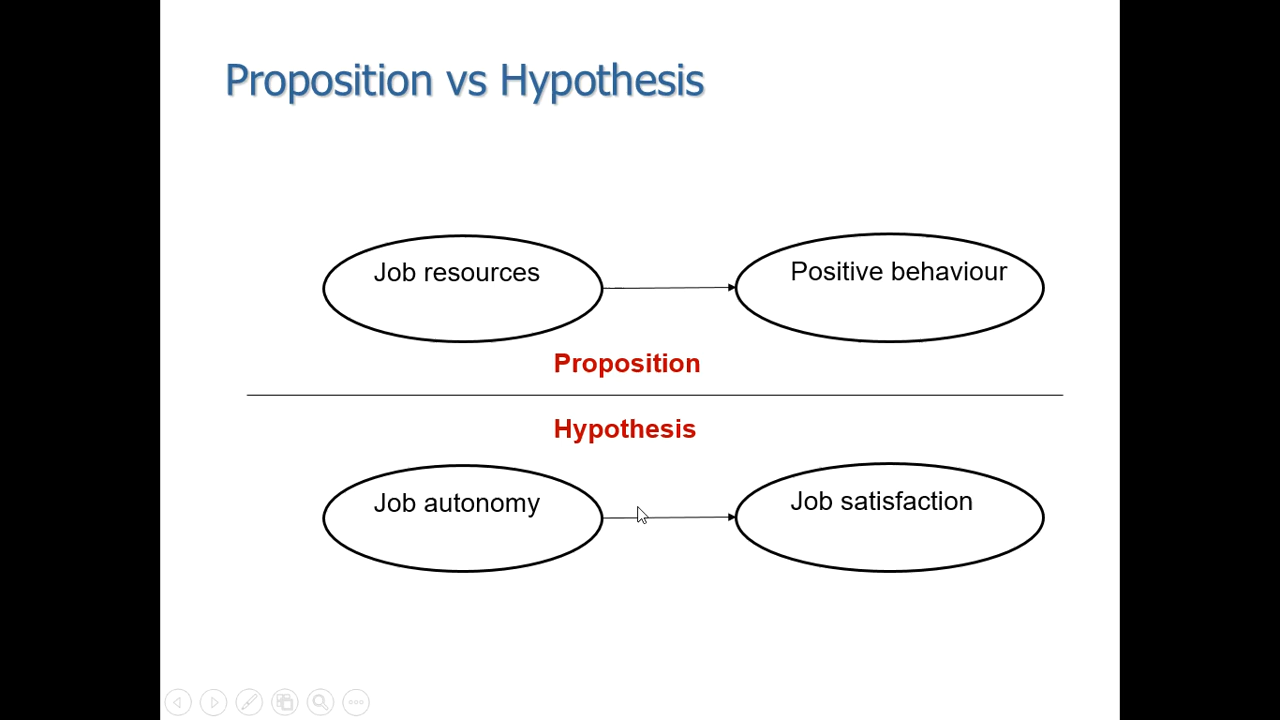 Proposition vs Hypothesis
Job resources
Positive behaviour
Proposition
Hypothesis
Job autonomy
Job satisfaction